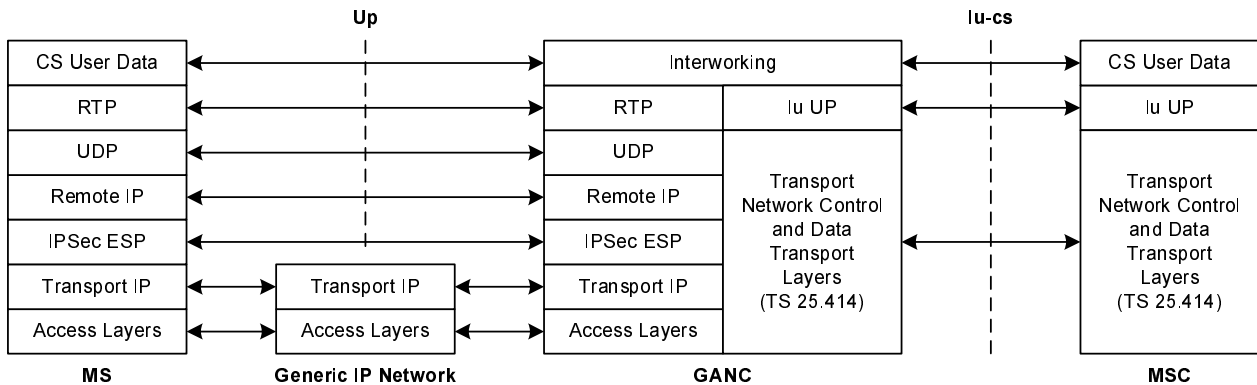 Up
Iu-cs
CS User Data
Interworking
CS User Data
RTP
RTP
Iu UP
Iu UP
UDP
UDP
Remote IP
Remote IP
IPSec ESP
IPSec ESP
Transport
Network Control
and Data
Transport
Layers
(TS 25.414)
Transport
Network Control
and Data
Transport
Layers
(TS 25.414)
Transport IP
Transport IP
Transport IP
Access Layers
Access Layers
Access Layers
MS
Generic IP Network
GANC
MSC